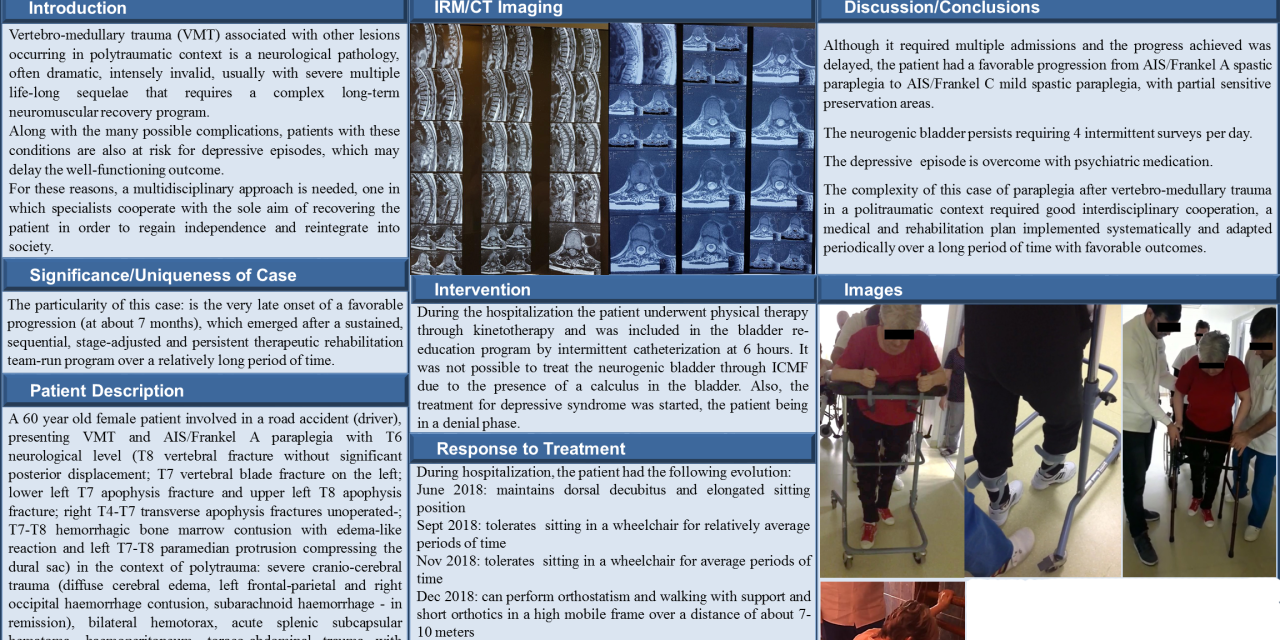 Introduction
Vertebro-medullary trauma (VMT) associated with other lesions
occurring in polytraumatic context is a neurological pathology,
often dramatic, intensely invalid, usually with severe multiple
life-long sequelae that requires a complex long-term
neuromuscular recovery program.
Along with the many possible complications, patients with these
conditions are also at risk for depressive episodes, which may
delay the well-functioning outcome.
For these reasons, a multidisciplinary approach is needed, one in
which specialists cooperate with the sole aim of recovering the
patient in order to regain independence and reintegrate into
society.
Significance/Uniqueness of Case
The particularity of this case: is the very late onset of a favorable
progression (at about 7 months), which emerged after a sustained,
sequential, stage-adjusted and persistent therapeutic rehabilitation
team-run program over a relatively long period of time.
Patient Description
A 60 year old female patient involved in a road accident (driver),
presenting VMT and AIS/Frankel A paraplegia with T6
neurological level (T8 vertebral fracture without significant
posterior displacement; T7 vertebral blade fracture on the left;
lower left T7 apophysis fracture and upper left T8 apophysis
fracture; right T4-T7 transverse apophysis fractures unoperated-;
T7-T8 hemorrhagic bone marrow contusion with edema-like
reaction and left T7-T8 paramedian protrusion compressing the
dural sac) in the context of polytrauma: severe cranio-cerebral
trauma (diffuse cerebral edema, left frontal-parietal and right
occipital haemorrhage contusion, subarachnoid haemorrhage - in
remission), bilateral hemotorax, acute splenic subcapsular
IRM/CT Imaging
Intervention
During the hospitalization the patient underwent physical therapy
through kinetotherapy and was included in the bladder re-
education program by intermittent catheterization at 6 hours. It
was not possible to treat the neurogenic bladder through ICMF
due to the presence of a calculus in the bladder. Also, the
treatment for depressive syndrome was started, the patient being
in a denial phase.
Response to Treatment
During hospitalization, the patient had the following evolution:
June 2018: maintains dorsal decubitus and elongated sitting
position
Sept 2018: tolerates sitting in a wheelchair for relatively average
periods of time
Nov 2018: tolerates sitting in a wheelchair for average periods of
time
Dec 2018: can perform orthostatism and walking with support and
short orthotics in a high mobile frame over a distance of about 7-
10 meters
Discussion/Conclusions
Although it required multiple admissions and the progress achieved was
delayed, the patient had a favorable progression from AIS/Frankel A spastic
paraplegia to AIS/Frankel C mild spastic paraplegia, with partial sensitive
preservation areas.
The neurogenic bladder persists requiring 4 intermittent surveys per day.
The depressive episode is overcome with psychiatric medication.
The complexity of this case of paraplegia after vertebro-medullary trauma
in a politraumatic context required good interdisciplinary cooperation, a
medical and rehabilitation plan implemented systematically and adapted
periodically over a long period of time with favorable outcomes.
Images